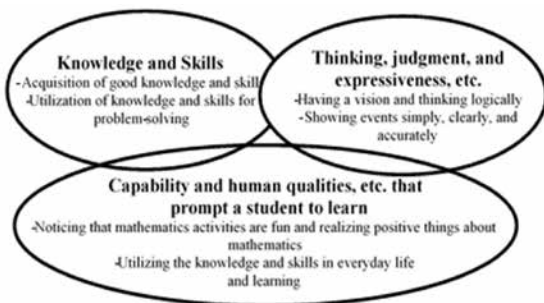 Knowledge and Skills
-Acquisition of good knowledge and skill
-Utilization of knowledge and skills for
problem-solving
Thinking, judgment, and
expressiveness, etc.
-Having a vision and thinking logically
-Showing events simply, clearly, and
accurately
Capability and human qualities, etc. that
prompt a student to learn
-Noticing that mathematics activities are fun and realizing positive things about
mathematics
-Utilizing the knowledge and skills in everyday life
and learning